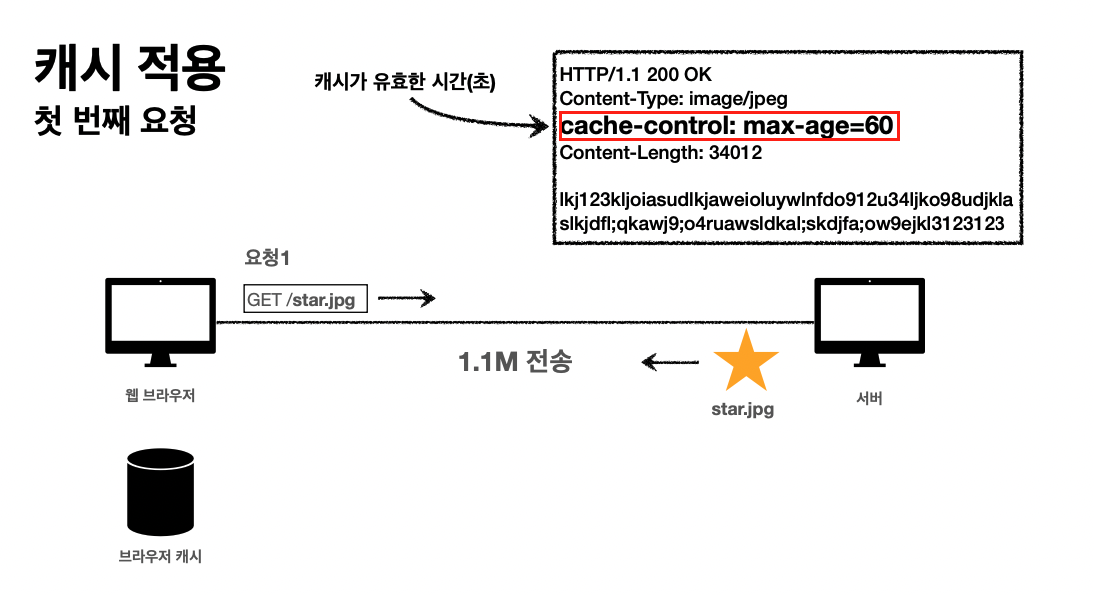 캐시 적용
첫 번째 요청
캐시가 유효한 시간(초)
HTTP/1.1 200 OK
Content-Type: image/jpeg
cache-control: max-age=60
Content-Length: 34012
lkj123kljoiasudlkjaweioluywlnfdo912u34ljko98udjkla
slkjdfl;qkawj9;o4ruawsldkal;skdjfa;ow9ejkl3123123
요청1
GET /star.jpg
1.1M 전송
star.jpg
웹 브라우저
서버
브라우저 캐시